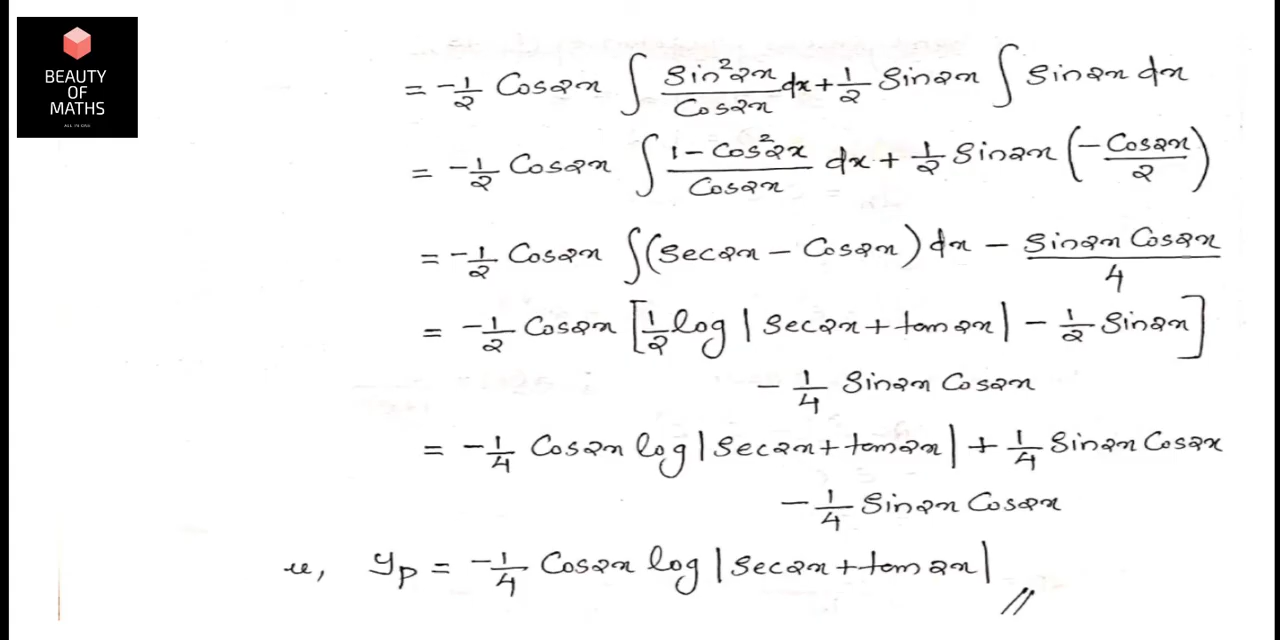 BEAUTY
OF
MATHS
ALL IN ONE
= -1/2 Cos2x ∫ Sin²2x/Cos2x dx + 1/2 Sin2x ∫ Sin2x dx
= -1/2 Cos2x ∫ 1 - Cos²2x/Cos2x dx + 1/2 Sin2x (-Cos2x/2)
= -1/2 Cos2x ∫(Sec2x - Cos2x) dx - Sin2x Cos2x/4
= -1/2 Cos2x [1/2 log |Sec2x + tan2x| - 1/2 Sin2x]
- 1/4 Sin2x Cos2x
= -1/4 Cos2x log |Sec2x + tan2x| + 1/4 Sin2x Cos2x
- 1/4 Sin2x Cos2x
ie, yp = -1/4 Cos2x log |Sec2x + tan2x| //